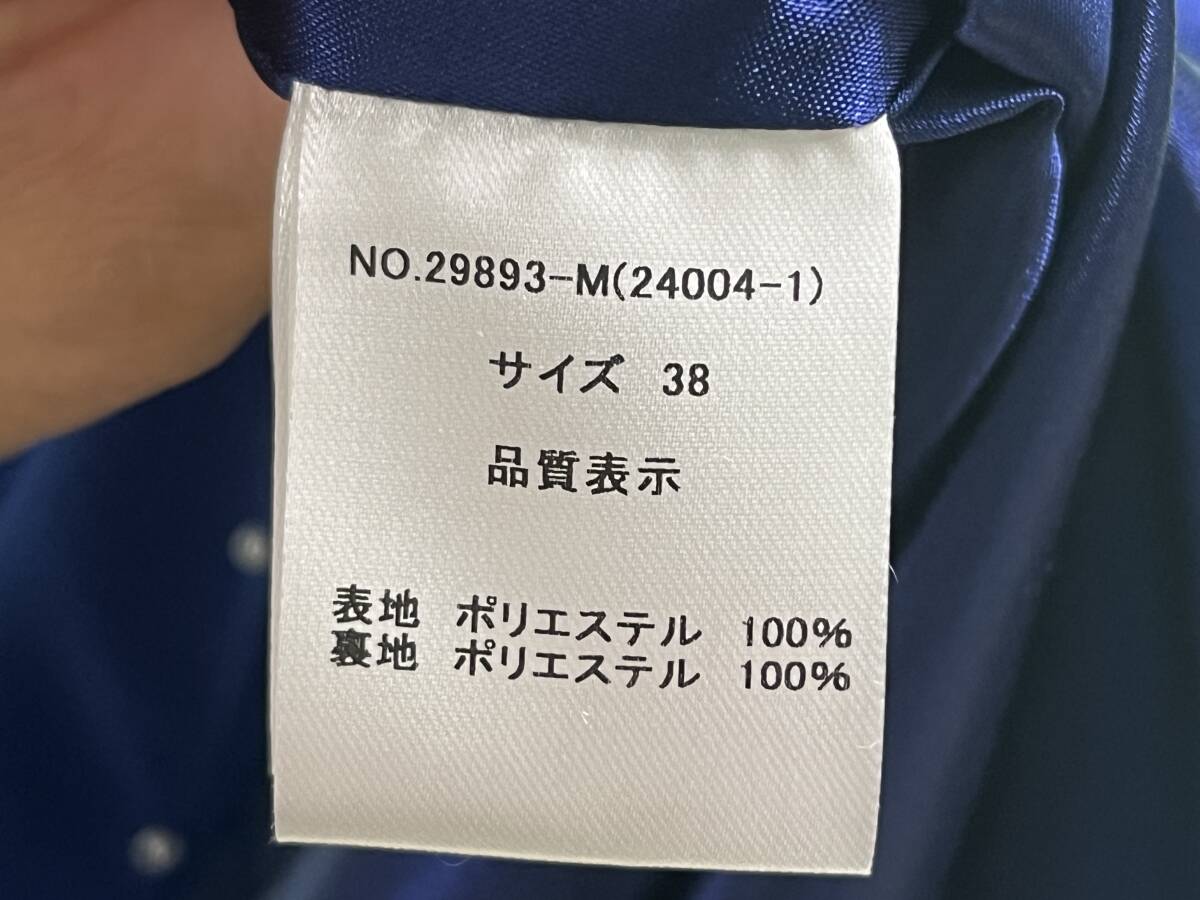 NO.29893-M(24004-1)
サイズ 38
品質表示
表地 ポリエステル 100%
裏地 ポリエステル 100%